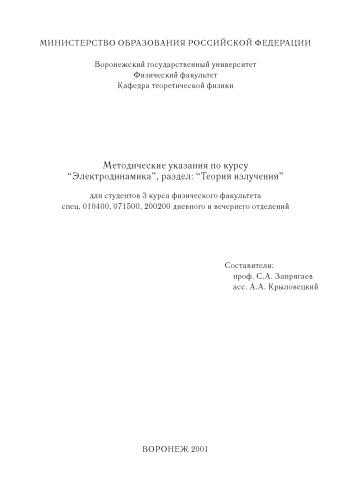 МИНИСТЕРСТВО ОБРАЗОВАНИЯ РОССИЙСКОЙ ФЕДЕРАЦИИ
Воронежский государственный университет
Физический факультет
Кафедра теоретической физики
Методические указания по курсу
“Электродинамика”, раздел: “Теория излучения”
для студентов 3 курса физического факультета
спец. 010400, 071500, 200200 дневного и вечернего отделений
Составители:
проф. С.А. Запрягаев
асс. А.А. Крыловецкий
ВОРОНЕЖ 2001